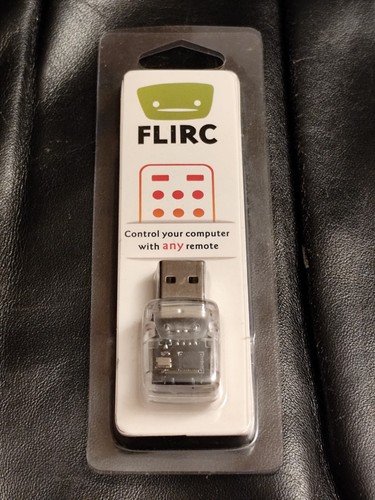 FLIRC
Control your computer
with any remote